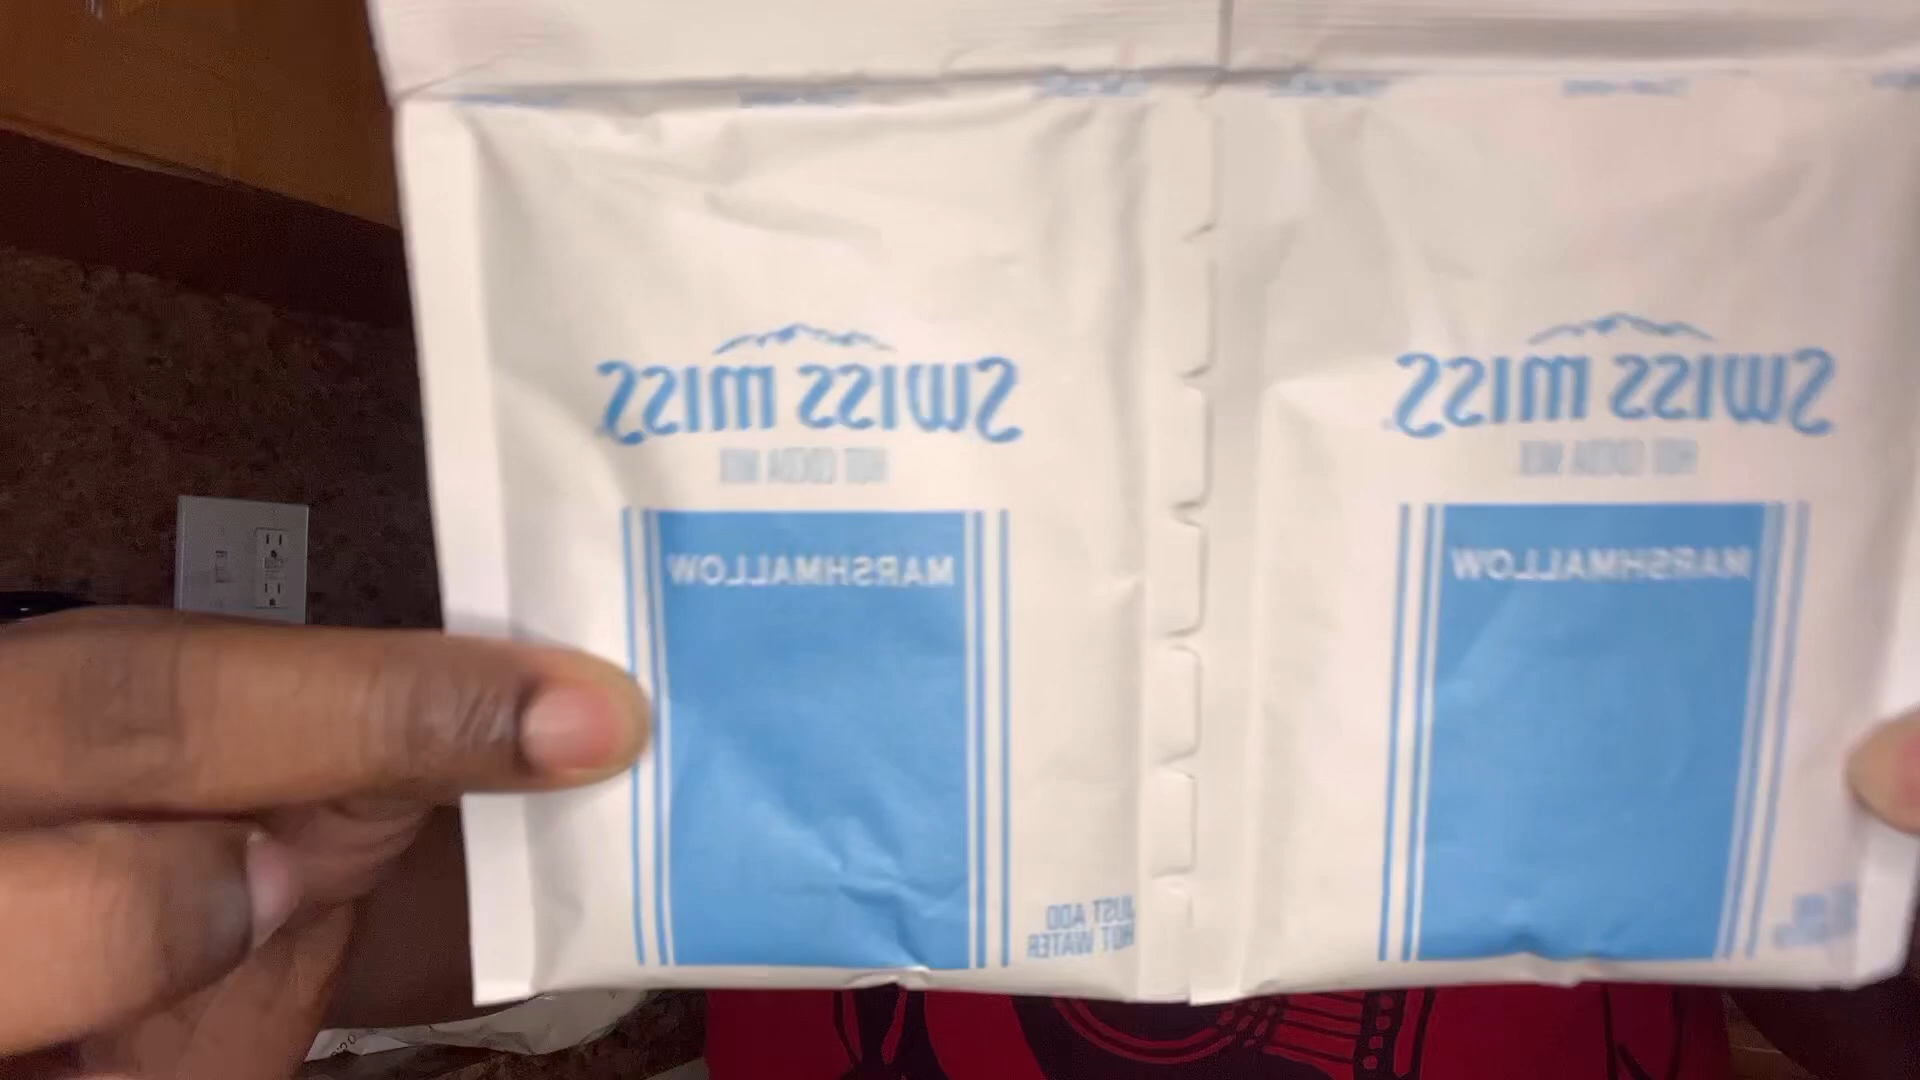 SWISS MISS
HOT COCOA MIX
MARSHMALLOW
JUST ADD
HOT WATER
SWISS MISS
HOT COCOA MIX
MARSHMALLOW